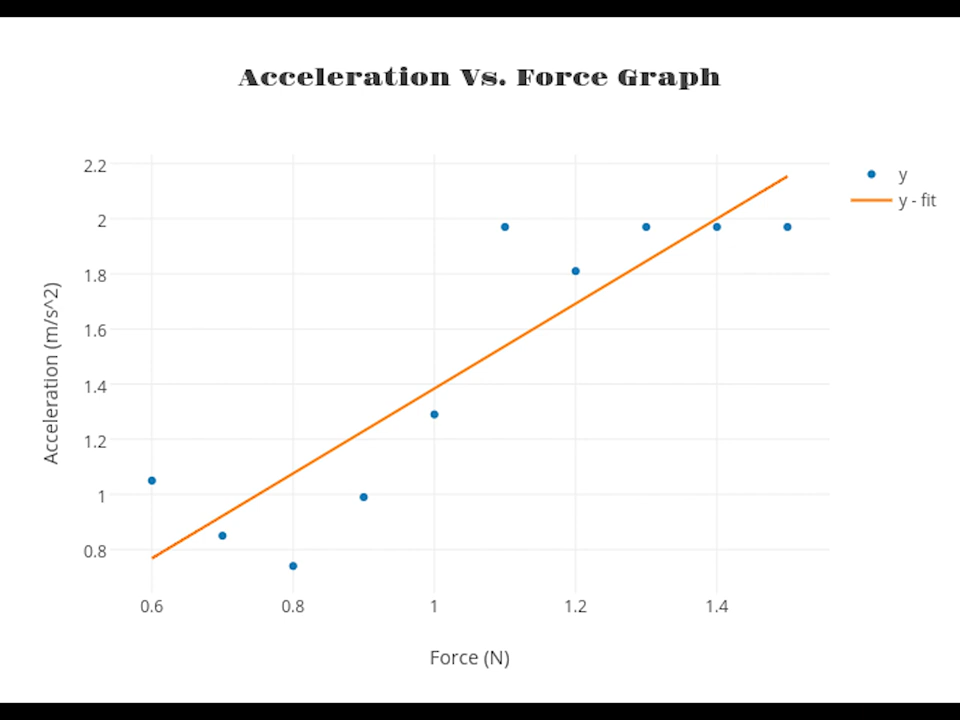 Acceleration Vs. Force Graph
y
y - fit
Acceleration (m/s^2)
2.2
2
1.8
1.6
1.4
1.2
1
0.8
0.6
0.8
1
1.2
1.4
Force (N)